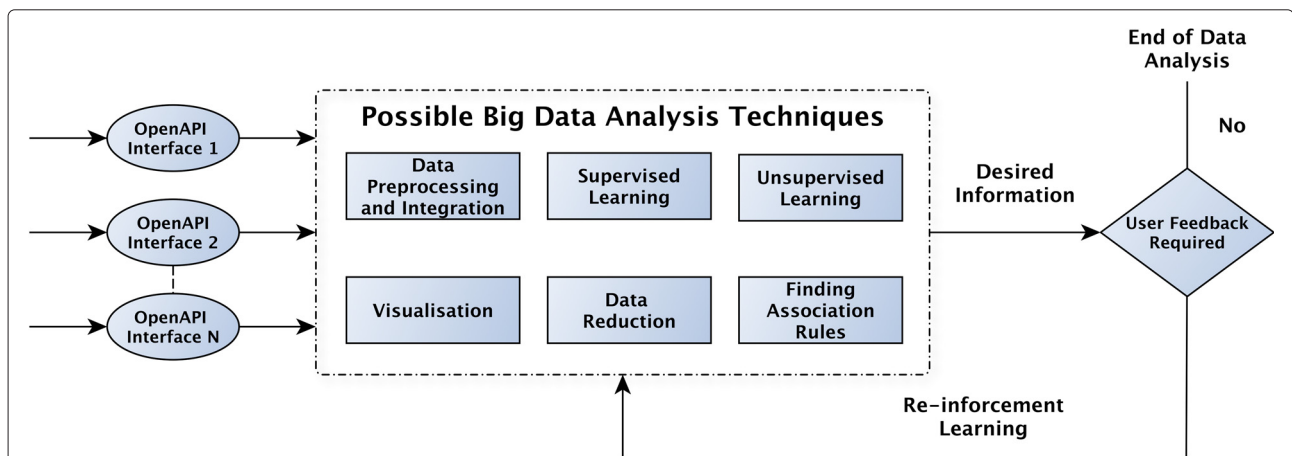 End of Data
Analysis
Possible Big Data Analysis Techniques
OpenAPI
Interface 1
No
Data
Preprocessing
and Integration
Supervised
Learning
Unsupervised
Learning
Desired
Information
OpenAPI
Interface 2
User Feedback
Required
OpenAPI
Interface N
Visualisation
Data
Reduction
Finding
Association
Rules
Re-inforcement
Learning